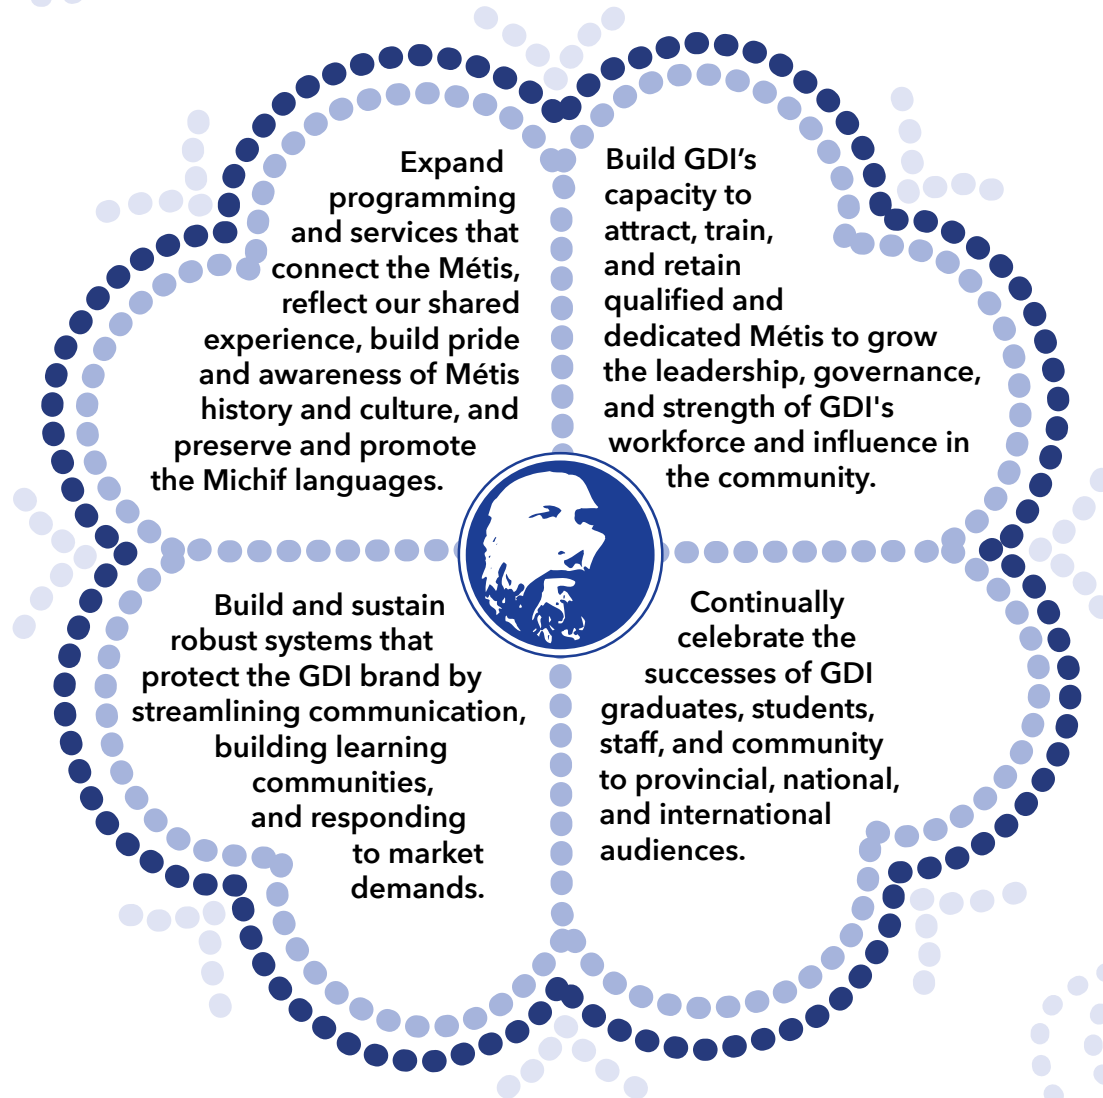 Expand
programming
and services that
connect the Métis,
reflect our shared
experience, build pride
and awareness of Métis
history and culture, and
preserve and promote
the Michif languages.
Build GDI’s
capacity to
attract, train,
and retain
qualified and
dedicated Métis to grow
the leadership, governance,
and strength of GDI's
workforce and influence in
the community.
Build and sustain
robust systems that
protect the GDI brand by
streamlining communication,
building learning
communities,
and responding
to market
demands.
Continually
celebrate the
successes of GDI
graduates, students,
staff, and community
to provincial, national,
and international
audiences.